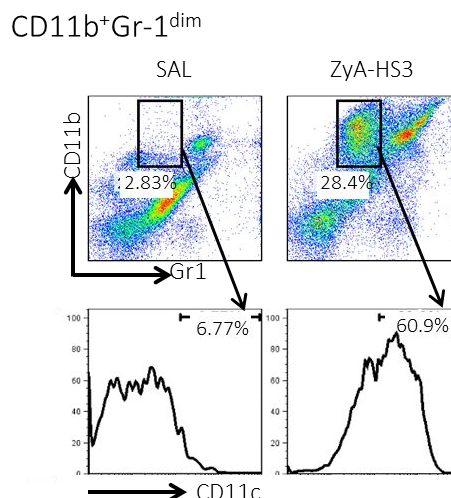 CD11b⁺Gr-1ᵈⁱᵐ
SAL ZyA-HS3
CD11b
2.83% 28.4%
Gr1
6.77% 60.9%
100 100
80 80
60 60
40 40
20 20
0 0
CD11c